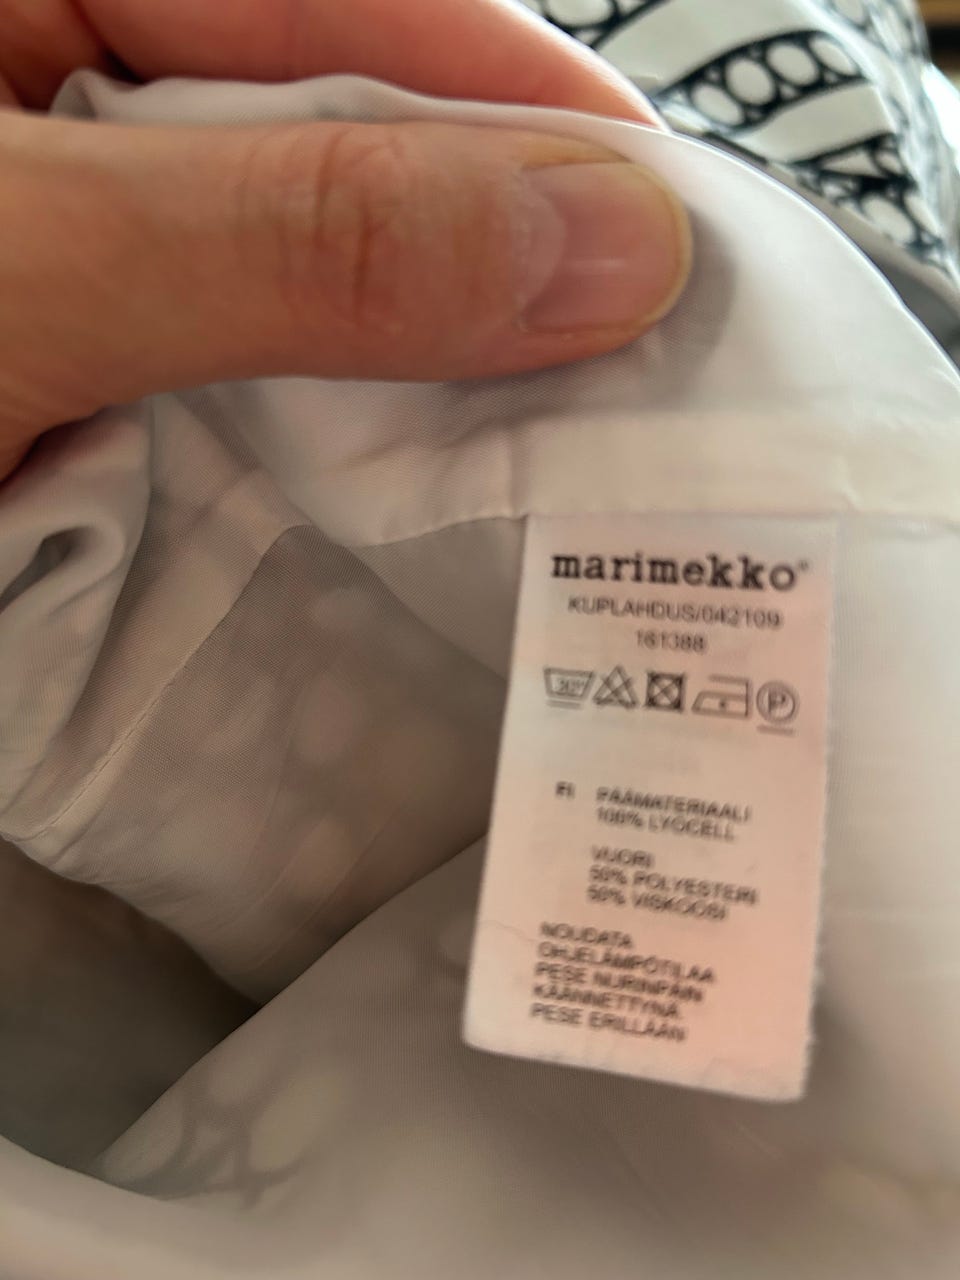 marimekko®
KUPLAHDUS/042109
161388
30°
P
FI PÄÄMATERIAALI
100% LYOCELL
VUORI
50% POLYESTERI
50% VISKOOSI
NOUDATA
OHJELÄMPÖTILAA
PESE NURINPÄIN
KÄÄNNETTYNÄ
PESE ERILLÄÄN